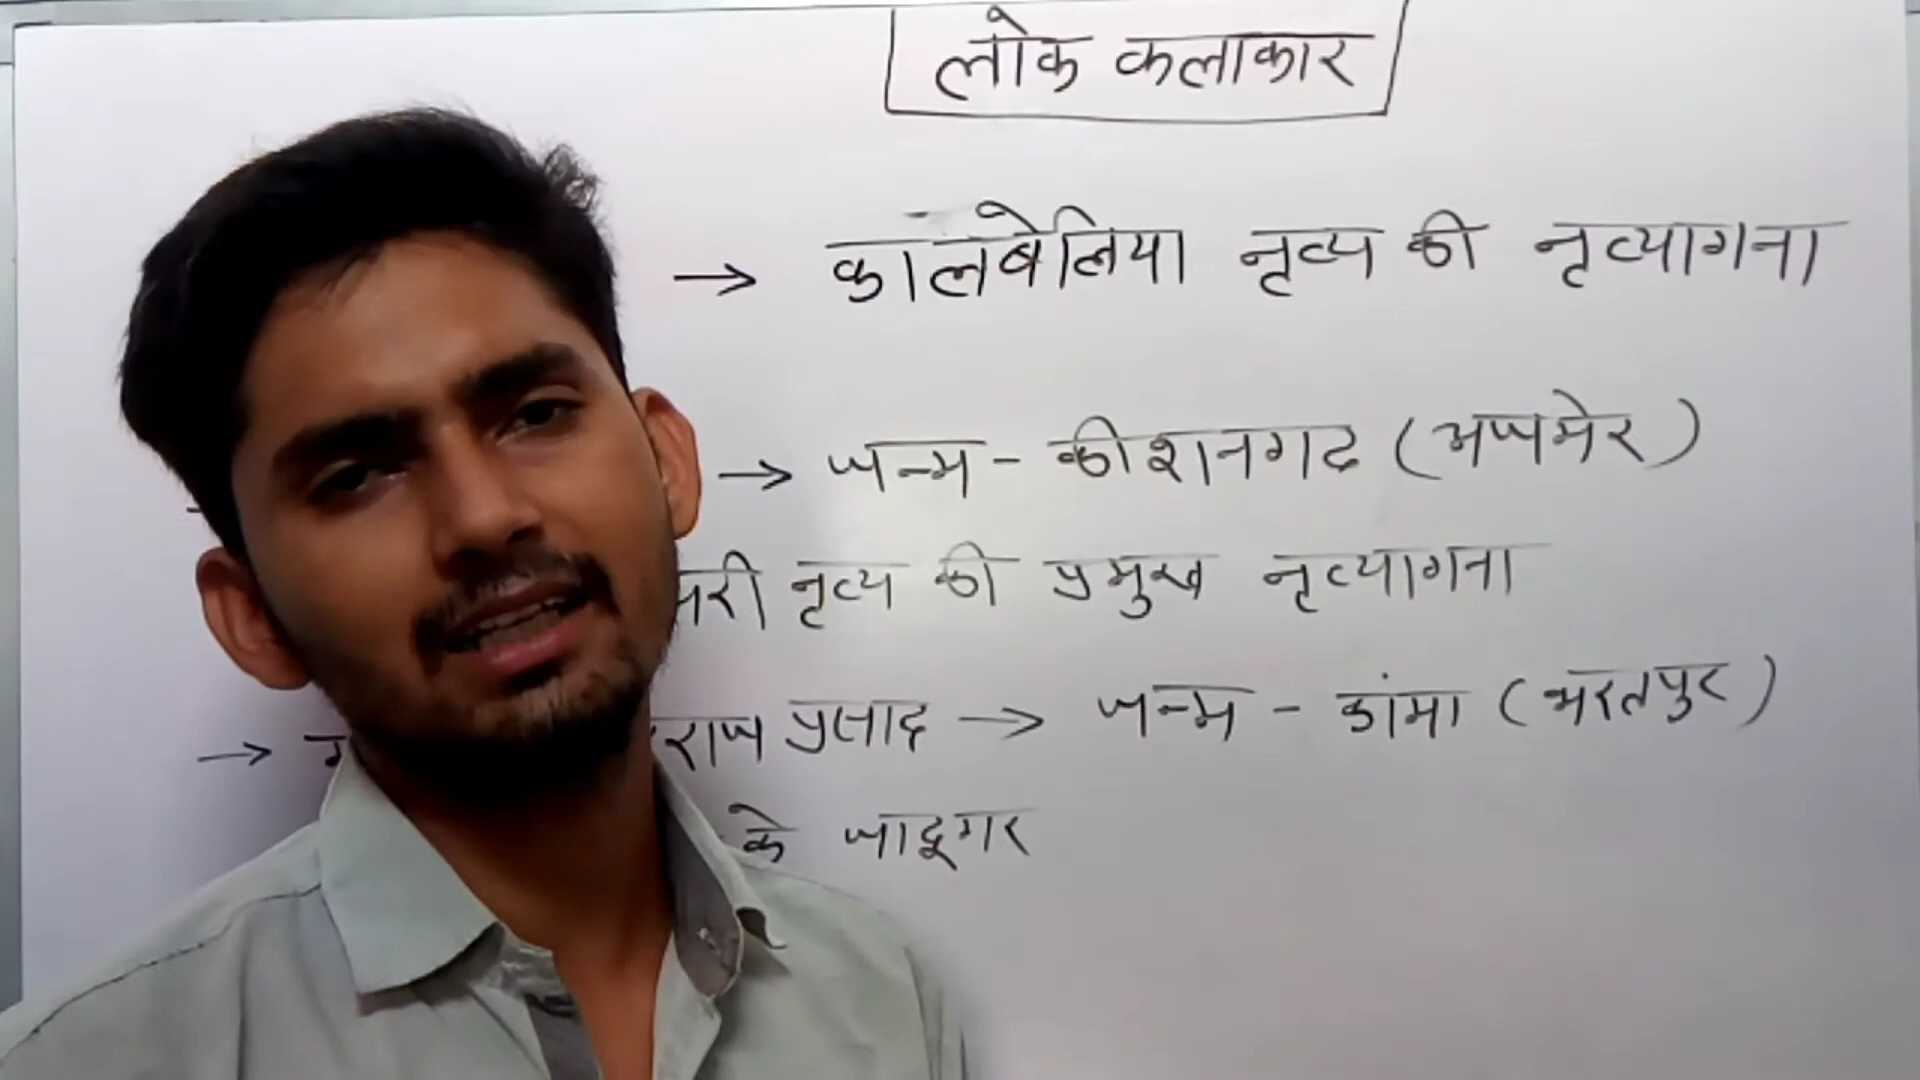 लोक कलाकार
→ कालबेलिया नृत्य की नृत्यागना
→ जन्म - कीशनगढ (अजमेर)
नृत्य की प्रमुख नृत्यागना
→ राज प्रसाद → जन्म - कांमा (भरतपुर)
के जादूगर